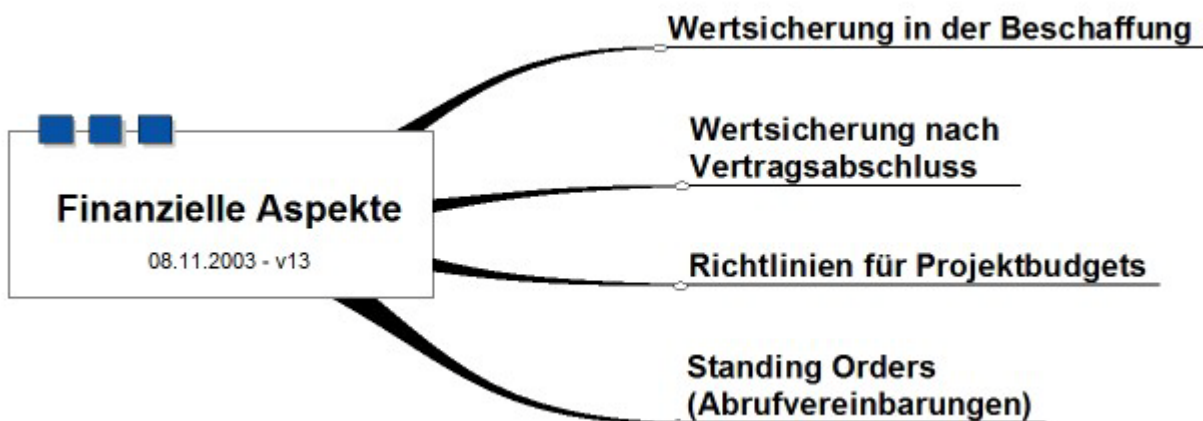 Finanzielle Aspekte
08.11.2003 - v13
Wertsicherung in der Beschaffung
Wertsicherung nach
Vertragsabschluss
Richtlinien für Projektbudgets
Standing Orders
(Abrufvereinbarungen)